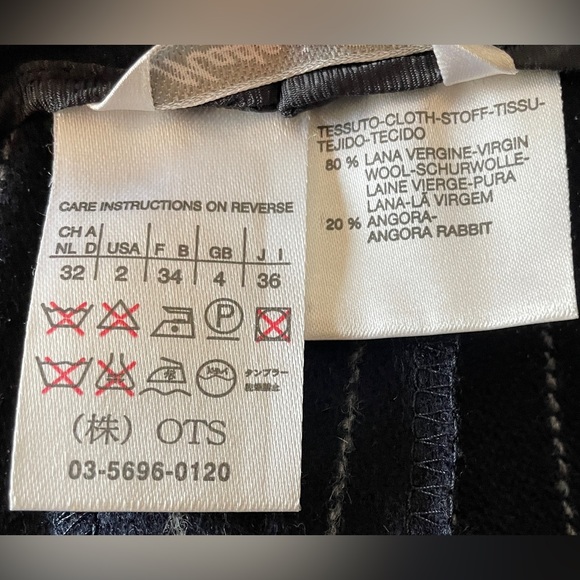 CARE INSTRUCTIONS ON REVERSE
CH A
NL D USA F B GB J I
32 2 34 4 36
P
タンブラー
乾燥禁止
(株) OTS
03-5696-0120
TESSUTO-CLOTH-STOFF-TISSU-
TEJIDO-TECIDO
80 % LANA VERGINE-VIRGIN
WOOL-SCHURWOLLE-
LAINE VIERGE-PURA
LANA-LÀ VIRGEM
20 % ANGORA-
ANGORA RABBIT